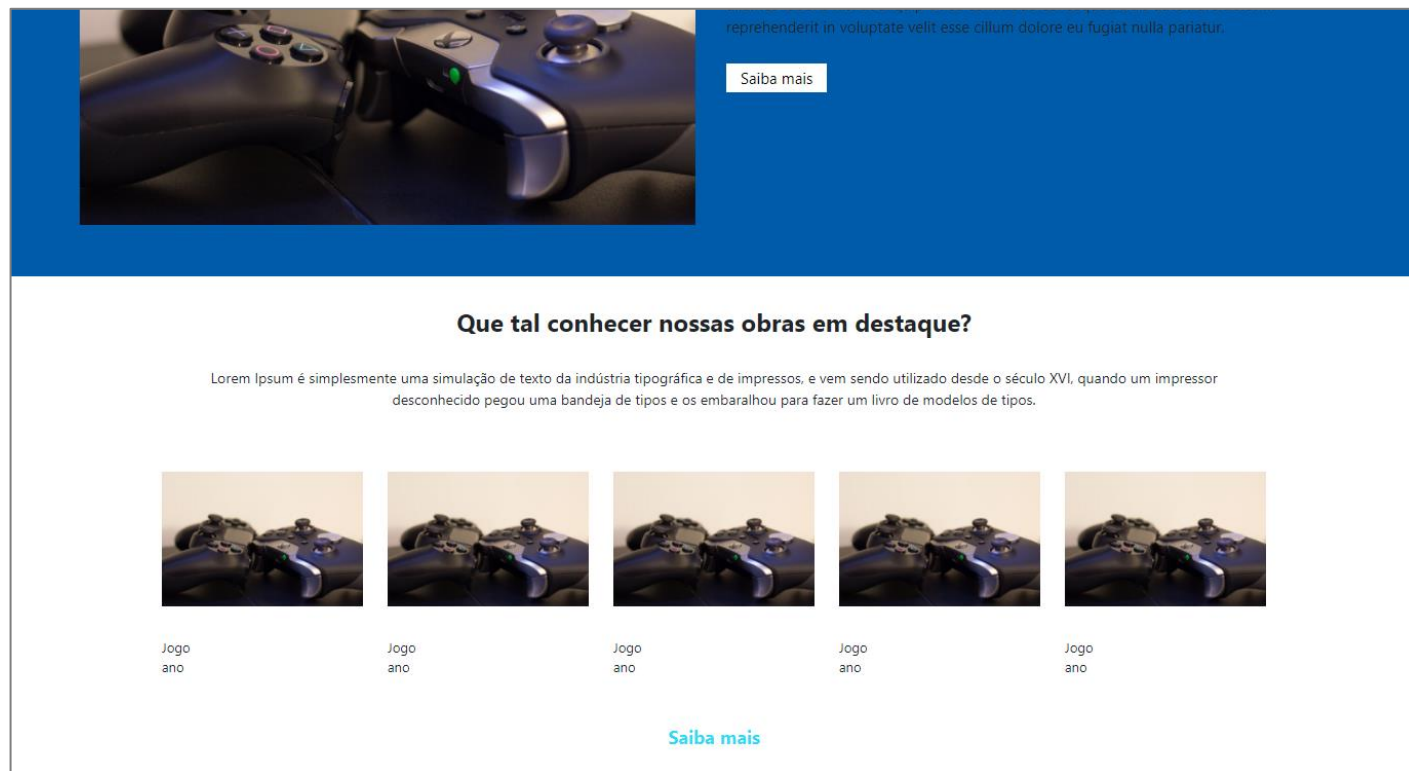 reprehenderit in voluptate velit esse cillum dolore eu fugiat nulla pariatur.
Saiba mais
Que tal conhecer nossas obras em destaque?
Lorem Ipsum é simplesmente uma simulação de texto da indústria tipográfica e de impressos, e vem sendo utilizado desde o século XVI, quando um impressor
desconhecido pegou uma bandeja de tipos e os embaralhou para fazer um livro de modelos de tipos.
Jogo Jogo Jogo Jogo Jogo
ano ano ano ano ano
Saiba mais